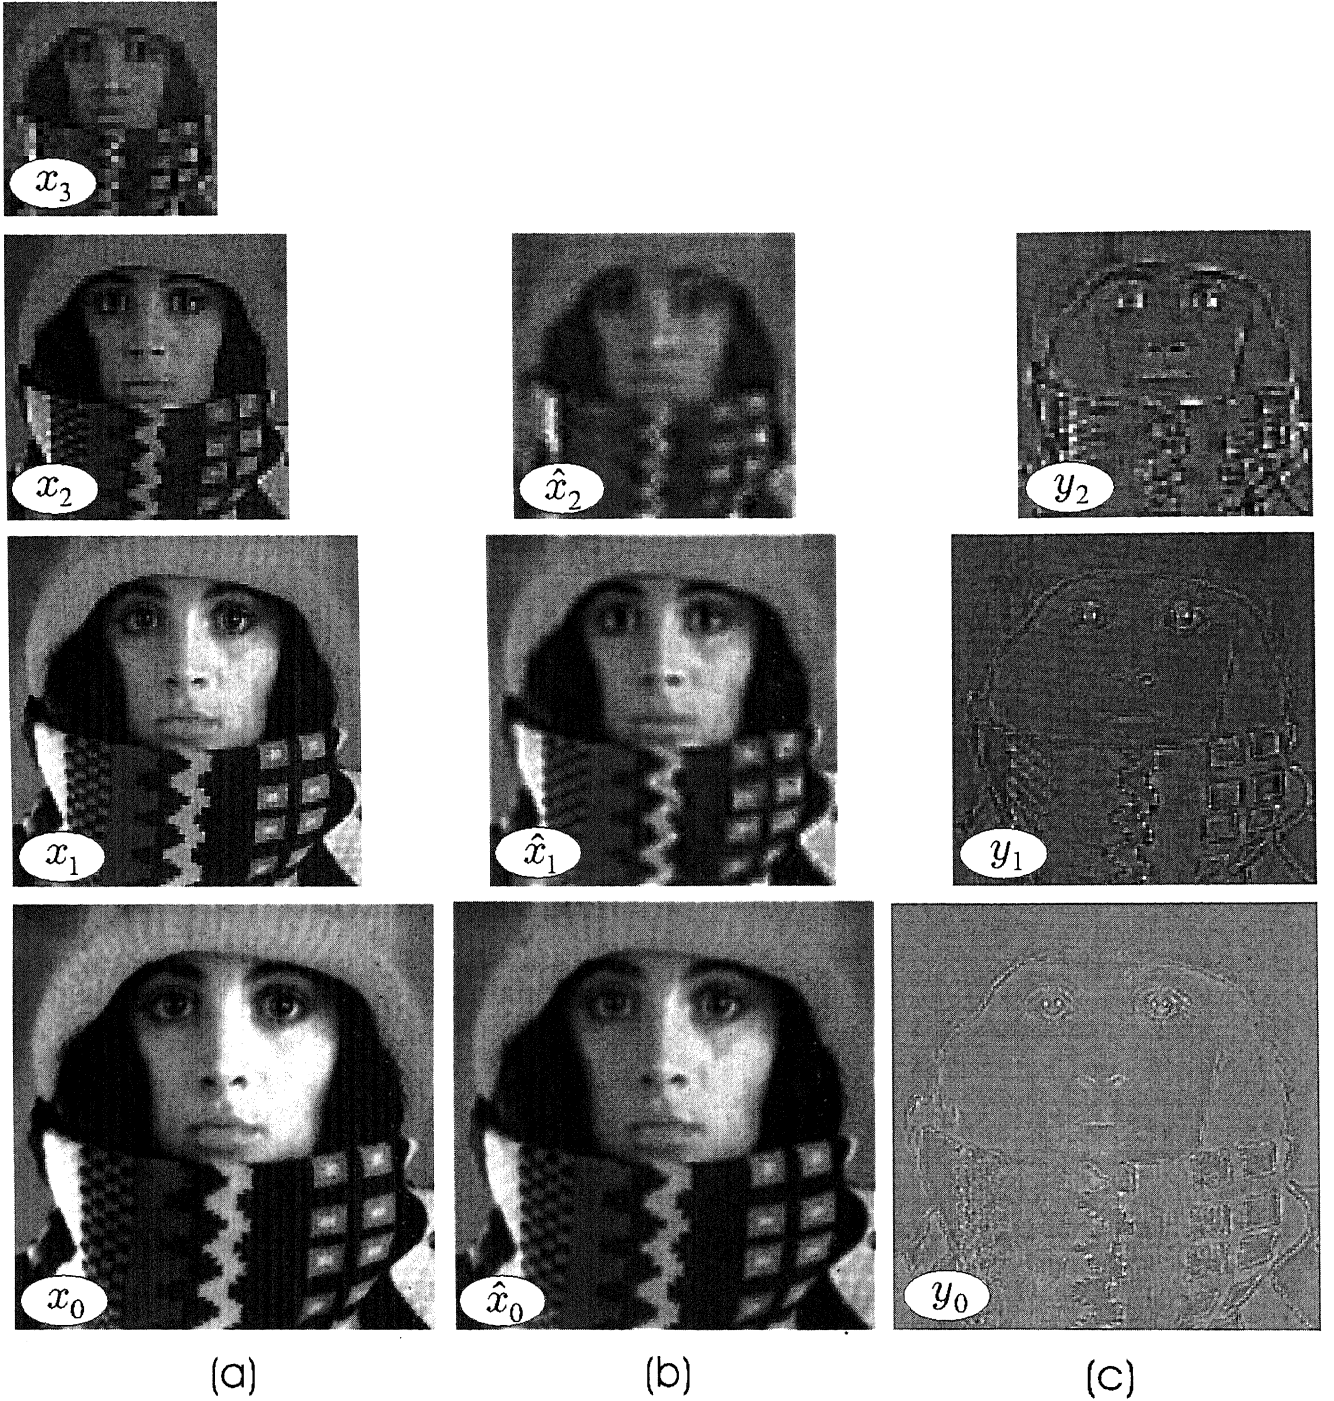 x₃
x₂ x̂₂ y₂
x₁ x̂₁ y₁
x₀ x̂₀ y₀
(a) (b) (c)